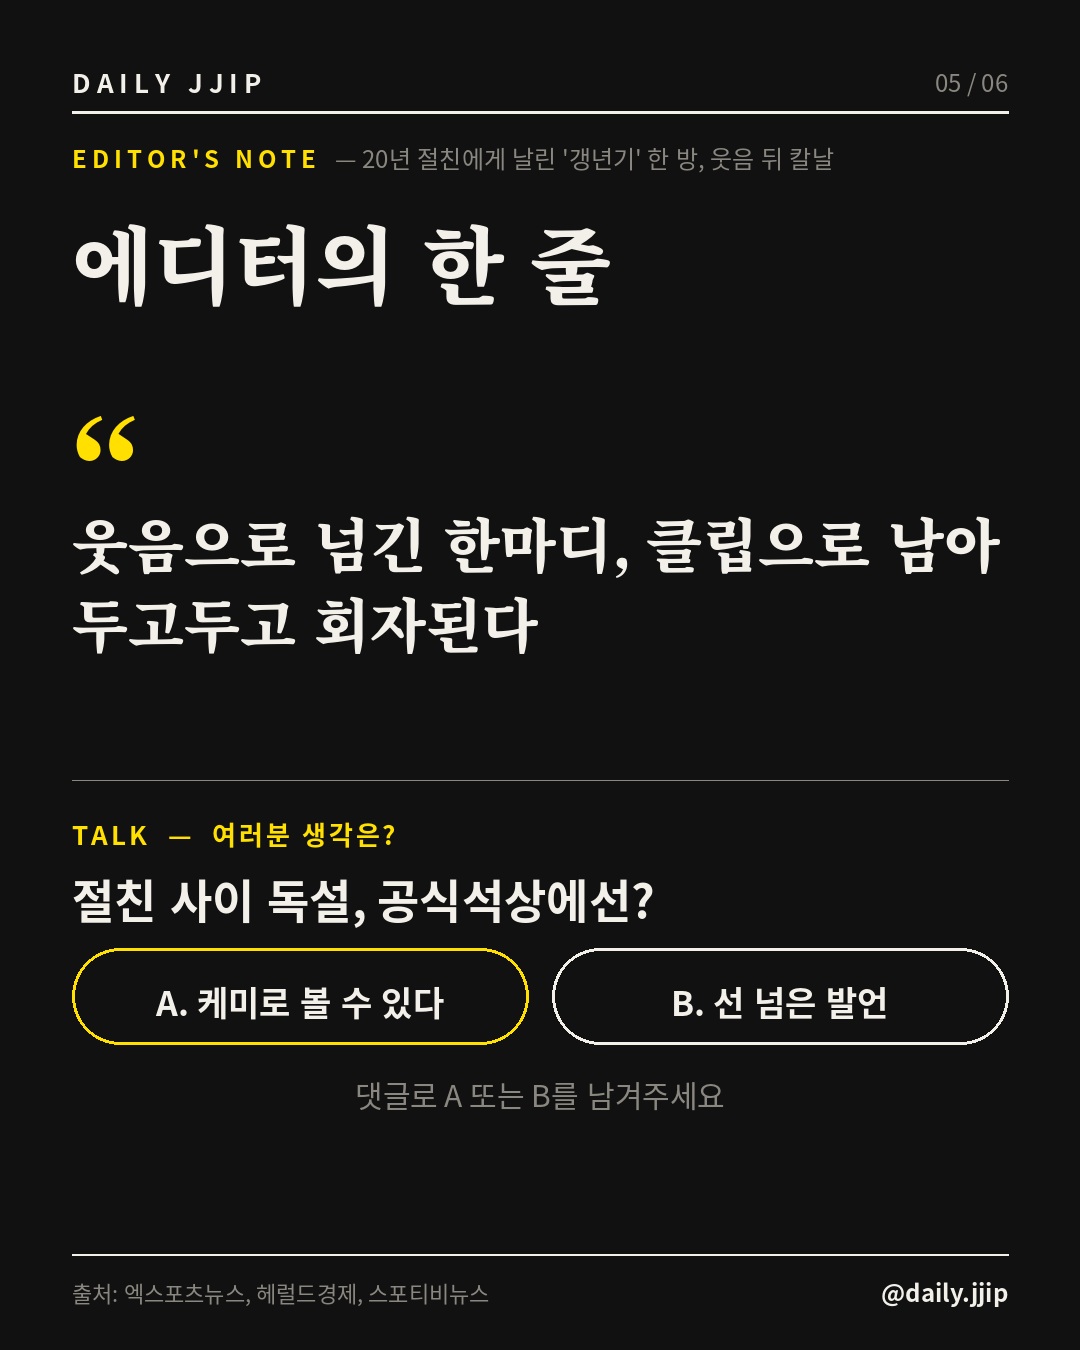 DAILY JJIP
05 / 06
EDITOR'S NOTE — 20년 절친에게 날린 '갱년기' 한 방, 웃음 뒤 칼날
에디터의 한 줄
“
웃음으로 넘긴 한마디, 클립으로 남아
두고두고 회자된다
TALK — 여러분 생각은?
절친 사이 독설, 공식석상에선?
A. 케미로 볼 수 있다
B. 선 넘은 발언
댓글로 A 또는 B를 남겨주세요
출처: 엑스포츠뉴스, 헤럴드경제, 스포티비뉴스
@daily.jjip